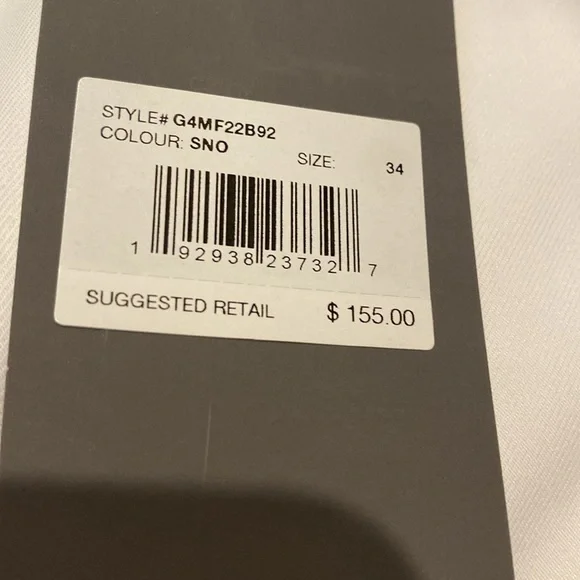 STYLE# G4MF22B92
COLOUR: SNO
SIZE: 34
1 92938 23732 7
SUGGESTED RETAIL $ 155.00